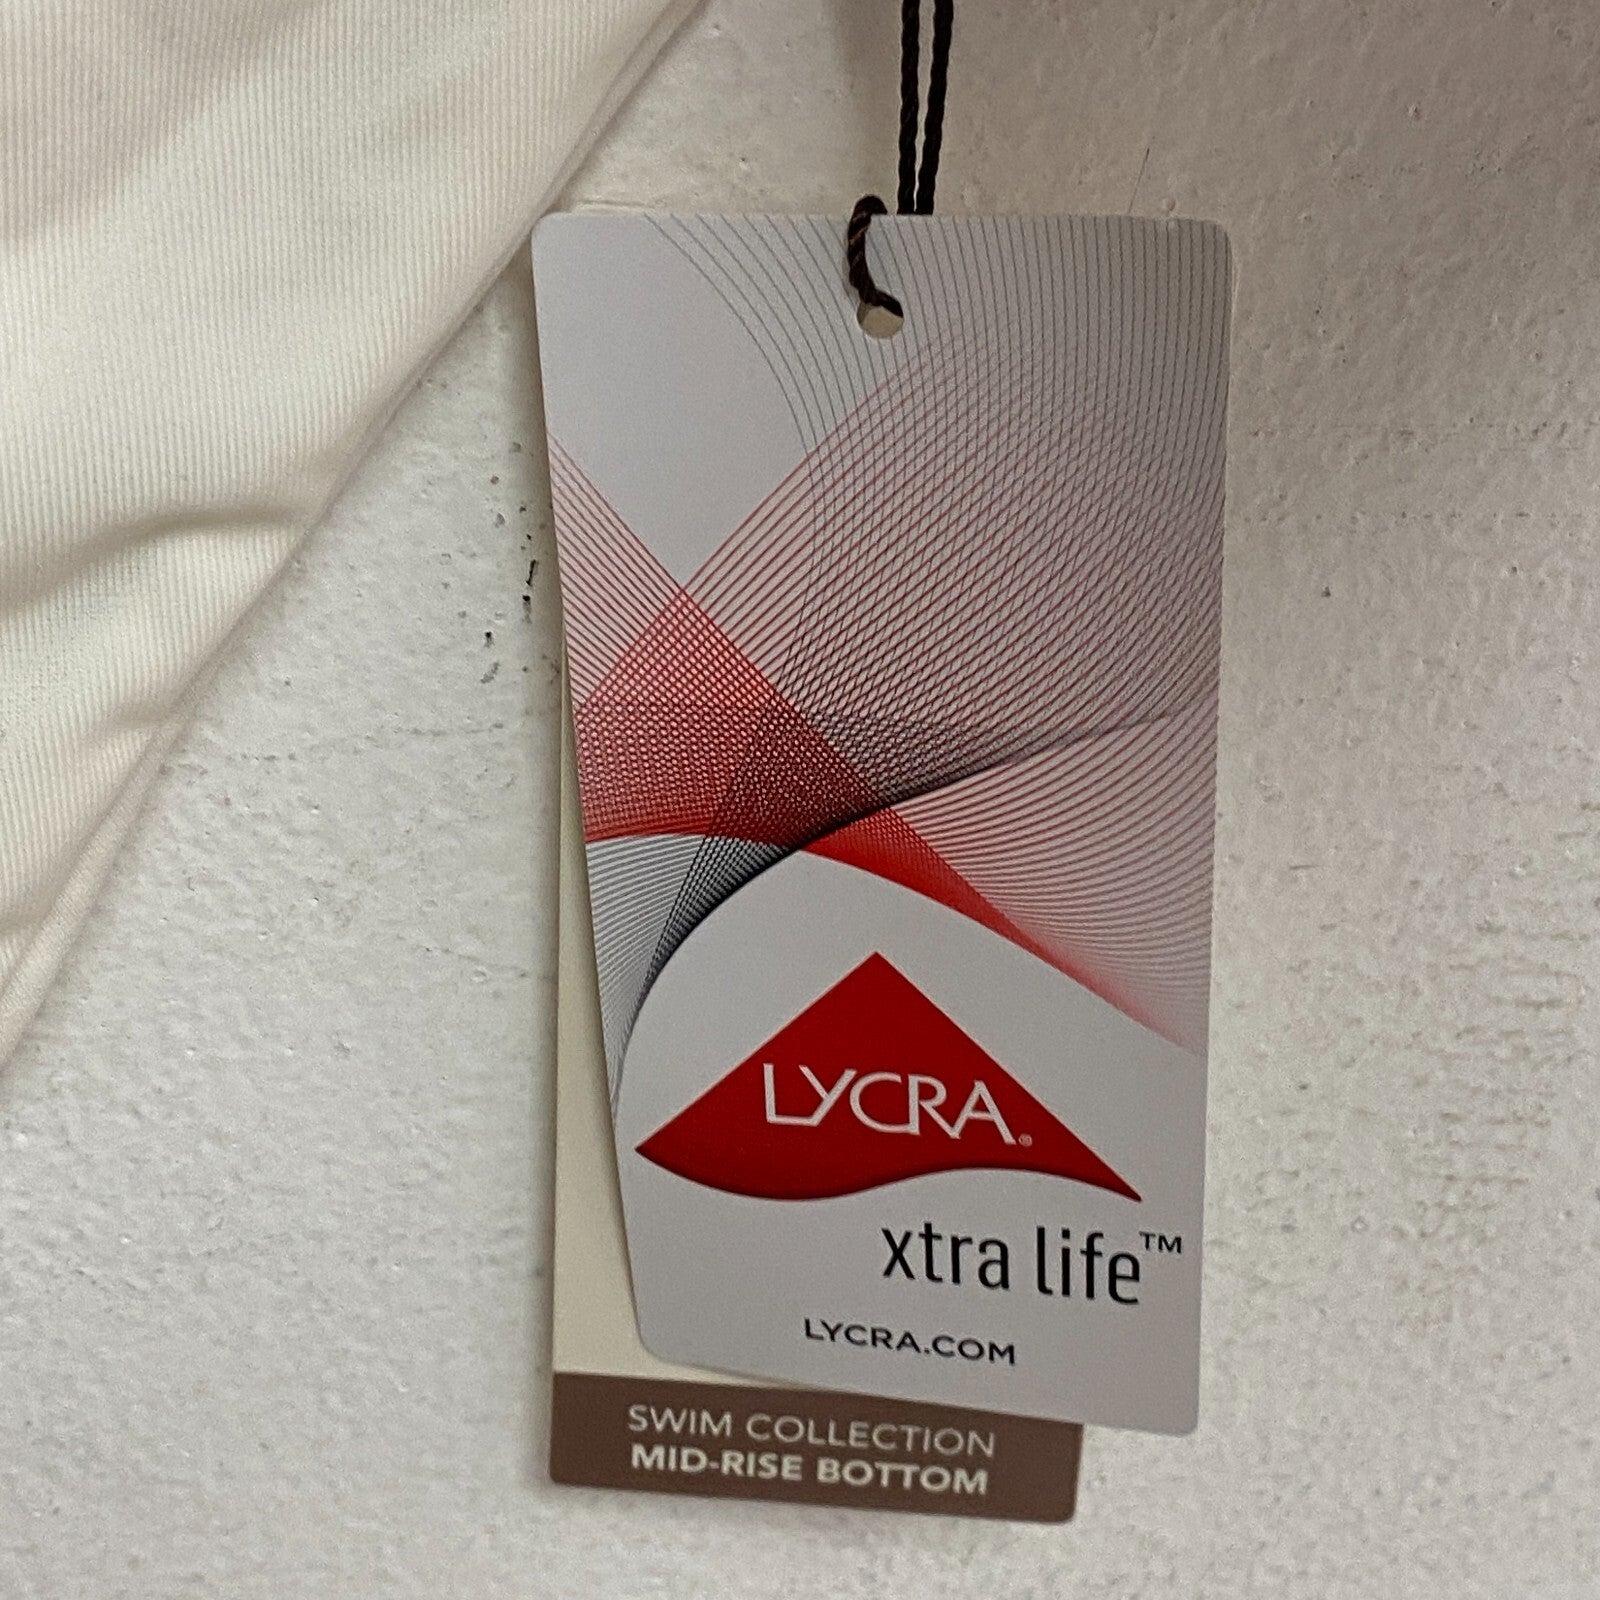 LYCRA®
xtra life™
LYCRA.COM
SWIM COLLECTION
MID-RISE BOTTOM